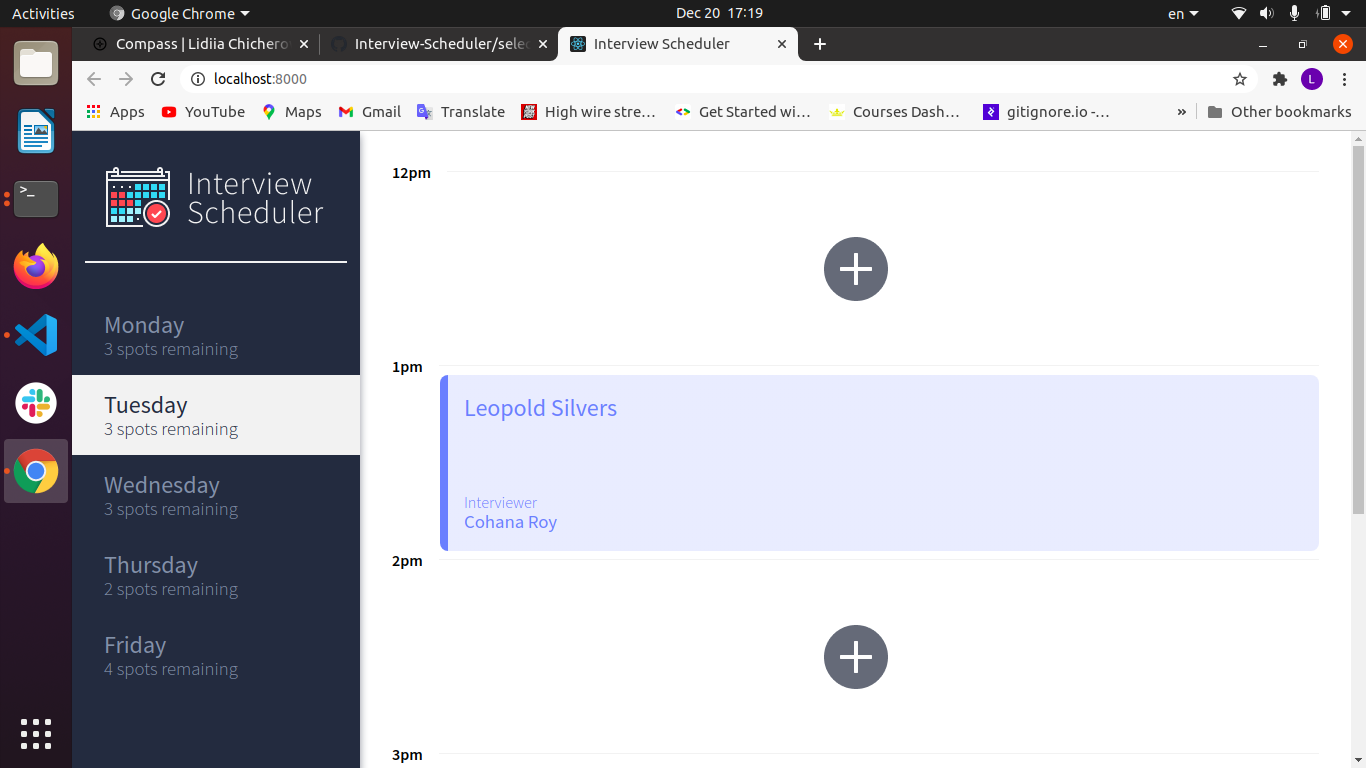 Activities
Google Chrome
Dec 20 17:19
en
Compass | Lidiia Chichero
Interview-Scheduler/selec
Interview Scheduler
localhost:8000
L
Apps
YouTube
Maps
Gmail
Translate
High wire stre…
Get Started wi…
Courses Dash…
gitignore.io -…
»
Other bookmarks
Interview
Scheduler
Monday
3 spots remaining
Tuesday
3 spots remaining
Wednesday
3 spots remaining
Thursday
2 spots remaining
Friday
4 spots remaining
12pm
1pm
Leopold Silvers
Interviewer
Cohana Roy
2pm
3pm